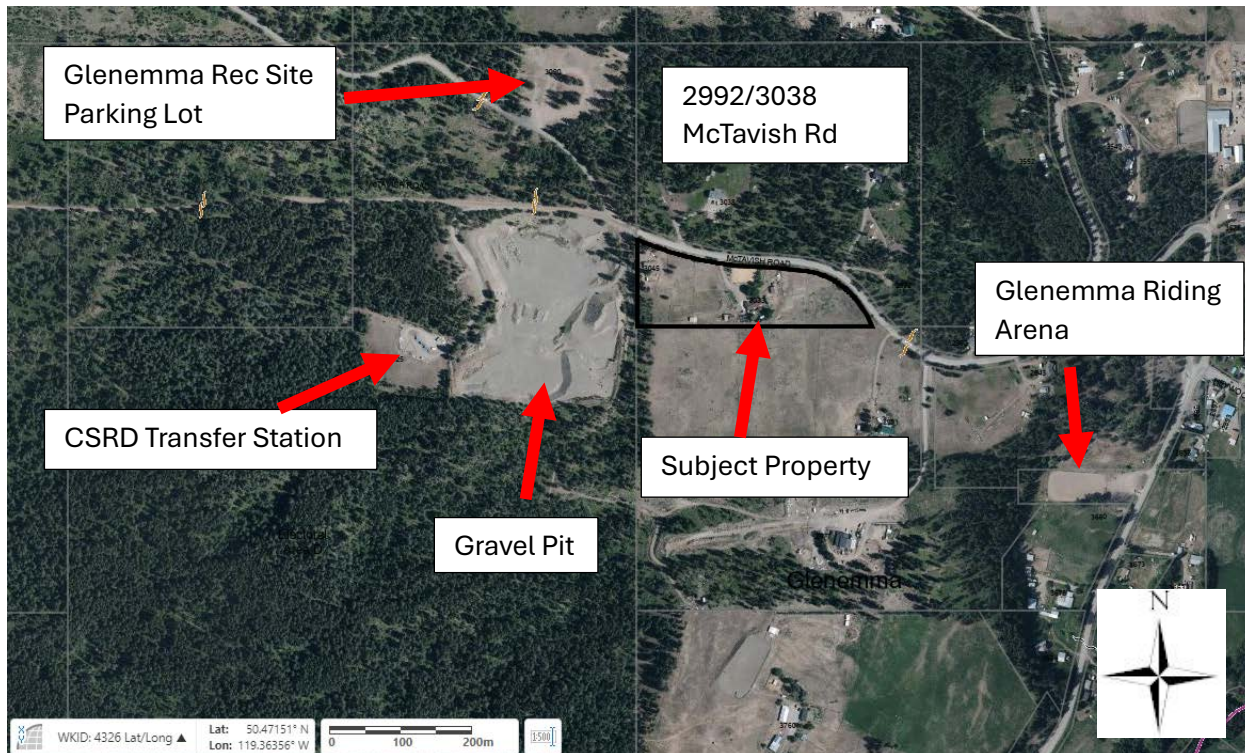 Glenemma Rec Site
Parking Lot
2992/3038
McTavish Rd
McTAVISH ROAD
Glenemma Riding
Arena
CSRD Transfer Station
Subject Property
Gravel Pit
Glenemma
N
3760
WKID: 4326 Lat/Long ▲
Lat: 50.47151° N
Lon: 119.36356° W
0 100 200m
1:500